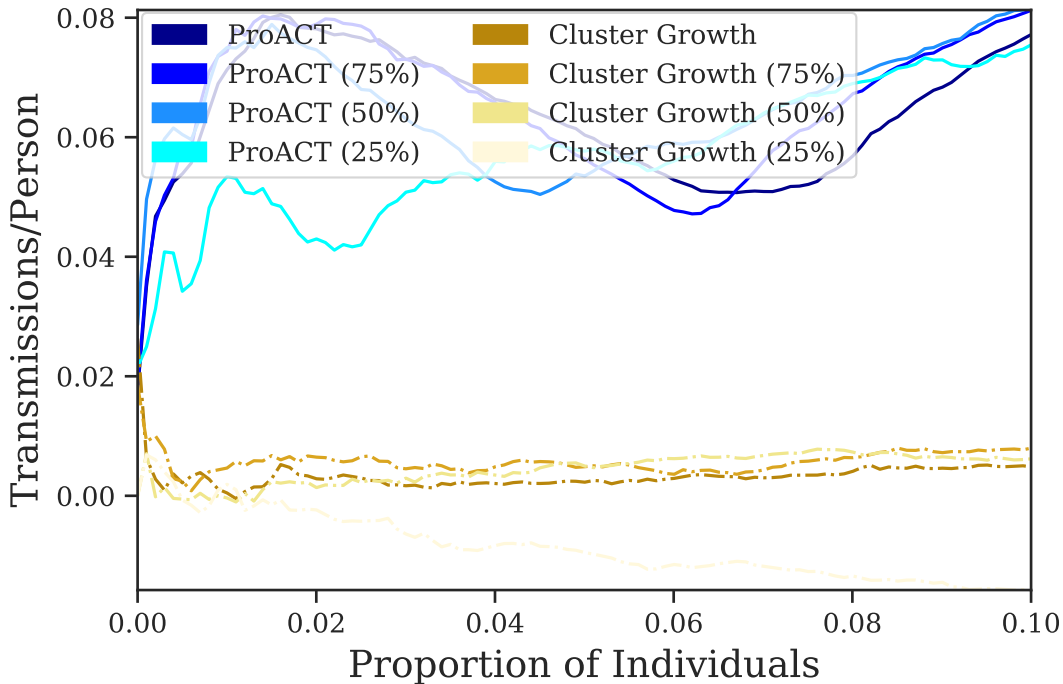 ProACT
ProACT (75%)
ProACT (50%)
ProACT (25%)
Cluster Growth
Cluster Growth (75%)
Cluster Growth (50%)
Cluster Growth (25%)
Transmissions/Person
0.08
0.06
0.04
0.02
0.00
0.00
0.02
0.04
0.06
0.08
0.10
Proportion of Individuals